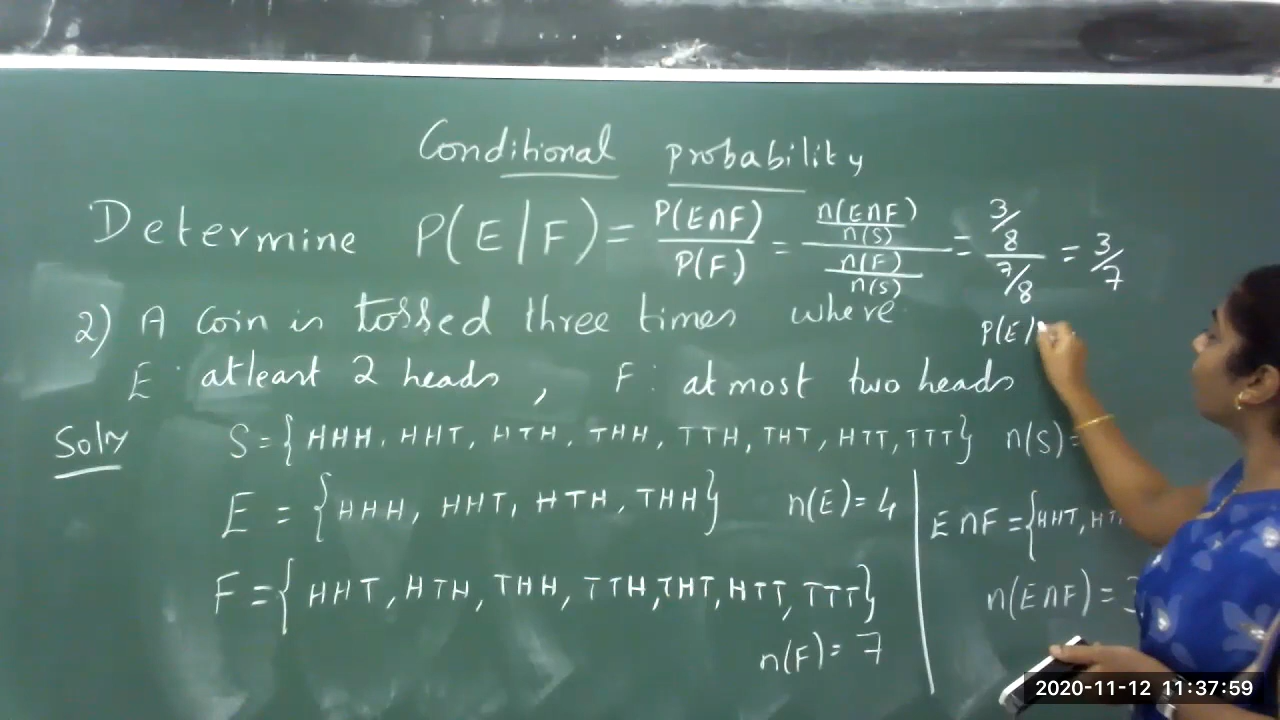 Conditional probability
Determine P(E|F) = P(E∩F)/P(F) = (n(E∩F)/n(S))/(n(F)/n(S)) = (3/8)/(7/8) = 3/7
2) A Coin is tossed three times where
P(E|
E : atleast 2 heads , F : at most two heads
Soln S = { HHH, HHT, HTH, THH, TTH, THT, HTT, TTT} n(S)=
E = {HHH, HHT, HTH, THH} n(E) = 4
E∩F = {HHT, HT
F = { HHT, HTH, THH, TTH, THT, HTT, TTT}
n(E∩F) = 3
n(F) = 7
2020-11-12 11:37:59